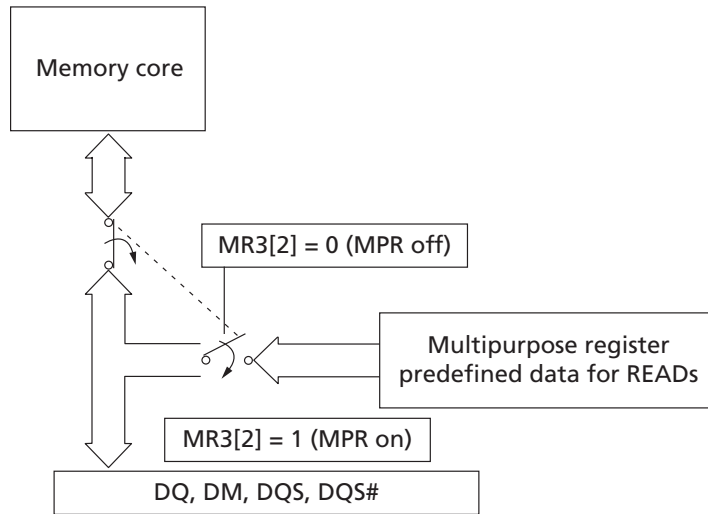 Memory core
MR3[2] = 0 (MPR off)
Multipurpose register
predefined data for READs
MR3[2] = 1 (MPR on)
DQ, DM, DQS, DQS#